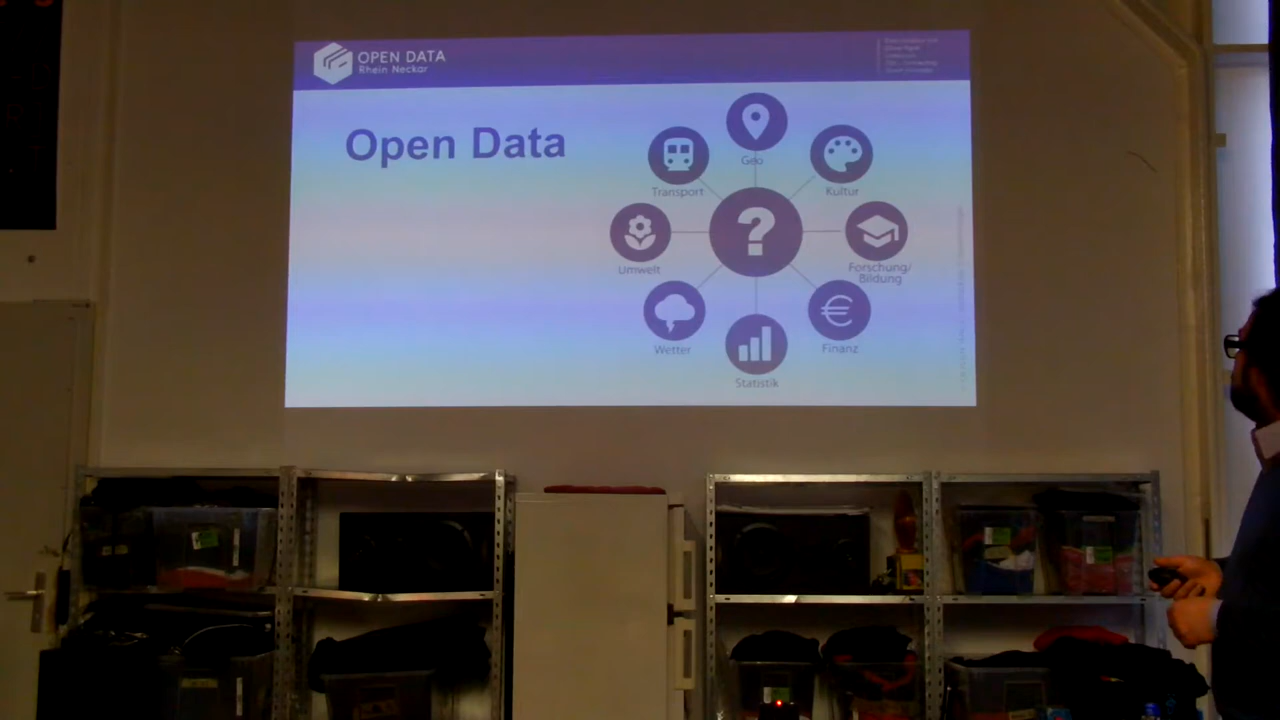 OPEN DATA
Rhein Neckar
Open Data
Geo
Transport
Kultur
Umwelt
Forschung/
Bildung
Wetter
Finanz
Statistik